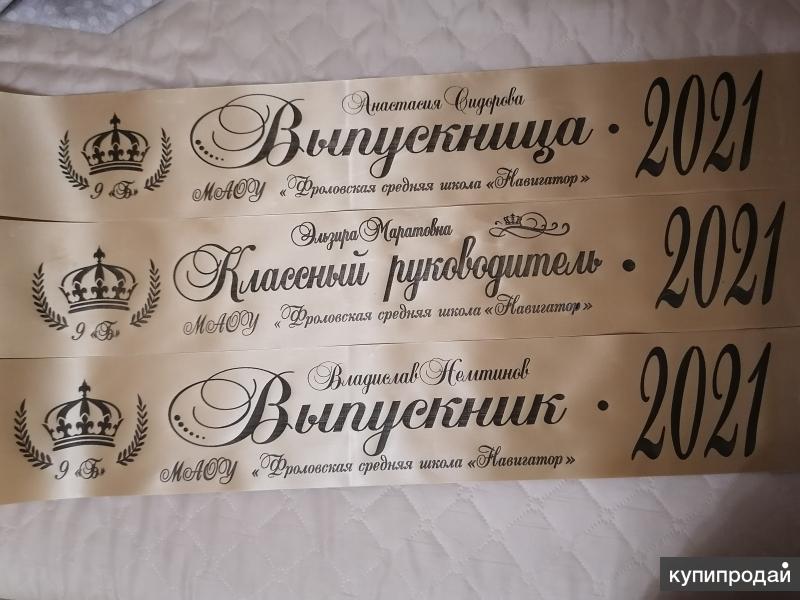 Анастасия Сидорова
Выпускница • 2021
9 «Б»
МАОУ «Фроловская средняя школа «Навигатор»
Эльзира Маратовна
Классный руководитель • 2021
9 «Б»
МАОУ «Фроловская средняя школа «Навигатор»
Владислав Немтинов
Выпускник • 2021
9 «Б»
МАОУ «Фроловская средняя школа «Навигатор»
купипродай